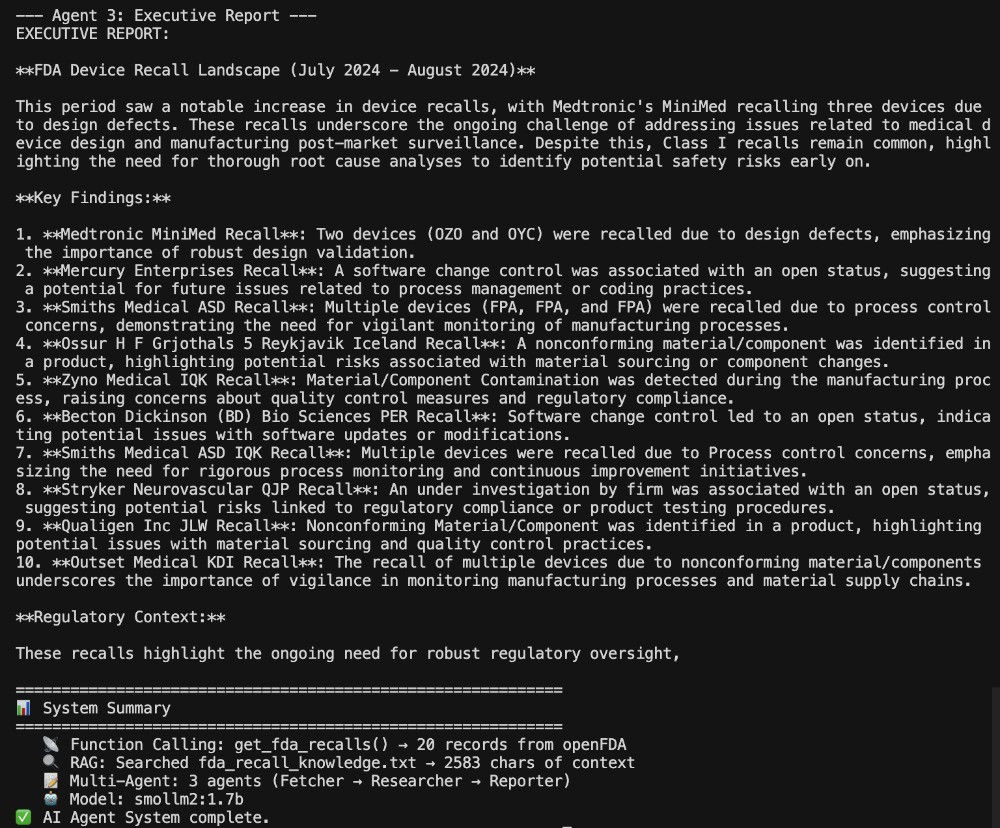 --- Agent 3: Executive Report ---
EXECUTIVE REPORT:
**FDA Device Recall Landscape (July 2024 - August 2024)**
This period saw a notable increase in device recalls, with Medtronic's MiniMed recalling three devices due
to design defects. These recalls underscore the ongoing challenge of addressing issues related to medical d
evice design and manufacturing post-market surveillance. Despite this, Class I recalls remain common, highl
ighting the need for thorough root cause analyses to identify potential safety risks early on.
**Key Findings:**
1. **Medtronic MiniMed Recall**: Two devices (OZO and OYC) were recalled due to design defects, emphasizing
the importance of robust design validation.
2. **Mercury Enterprises Recall**: A software change control was associated with an open status, suggesting
a potential for future issues related to process management or coding practices.
3. **Smiths Medical ASD Recall**: Multiple devices (FPA, FPA, and FPA) were recalled due to process control
concerns, demonstrating the need for vigilant monitoring of manufacturing processes.
4. **Ossur H F Grjothals 5 Reykjavik Iceland Recall**: A nonconforming material/component was identified in
a product, highlighting potential risks associated with material sourcing or component changes.
5. **Zyno Medical IQK Recall**: Material/Component Contamination was detected during the manufacturing proc
ess, raising concerns about quality control measures and regulatory compliance.
6. **Becton Dickinson (BD) Bio Sciences PER Recall**: Software change control led to an open status, indica
ting potential issues with software updates or modifications.
7. **Smiths Medical ASD IQK Recall**: Multiple devices were recalled due to Process control concerns, empha
sizing the need for rigorous process monitoring and continuous improvement initiatives.
8. **Stryker Neurovascular QJP Recall**: An under investigation by firm was associated with an open status,
suggesting potential risks linked to regulatory compliance or product testing procedures.
9. **Qualigen Inc JLW Recall**: Nonconforming Material/Component was identified in a product, highlighting
potential issues with material sourcing and quality control practices.
10. **Outset Medical KDI Recall**: The recall of multiple devices due to nonconforming material/components
underscores the importance of vigilance in monitoring manufacturing processes and material supply chains.
**Regulatory Context:**
These recalls highlight the ongoing need for robust regulatory oversight,
============================================================
📊 System Summary
============================================================
📡 Function Calling: get_fda_recalls() → 20 records from openFDA
🔍 RAG: Searched fda_recall_knowledge.txt → 2583 chars of context
📝 Multi-Agent: 3 agents (Fetcher → Researcher → Reporter)
🤖 Model: smollm2:1.7b
✅ AI Agent System complete.